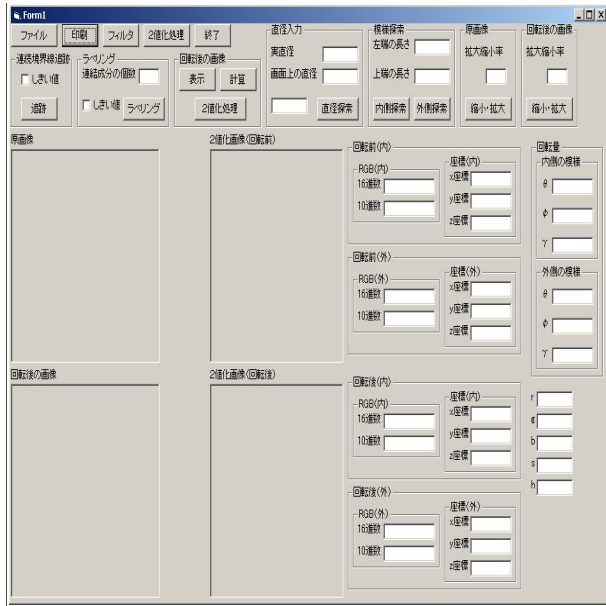 Form1
ファイル 印刷 フィルタ 2値化処理 終了
連続境界線追跡
しきい値
追跡
ラベリング
連結成分の個数
しきい値 ラベリング
回転後の画像
表示 計算
2値化処理
直径入力
実直径
画面上の直径
直径探索
模様探索
左端の長さ
上端の長さ
内側探索 外側探索
原画像
拡大縮小率
縮小・拡大
回転後の画像
拡大縮小率
縮小・拡大
原画像
2値化画像(回転前)
回転前(内)
RGB(内)
16進数
10進数
座標(内)
x座標
y座標
z座標
回転前(外)
RGB(外)
16進数
10進数
座標(外)
x座標
y座標
z座標
回転量
内側の模様
θ
φ
γ
外側の模様
θ
φ
γ
回転後の画像
2値化画像(回転後)
回転後(内)
RGB(内)
16進数
10進数
座標(内)
x座標
y座標
z座標
回転後(外)
RGB(外)
16進数
10進数
座標(外)
x座標
y座標
z座標
r
g
b
s
h